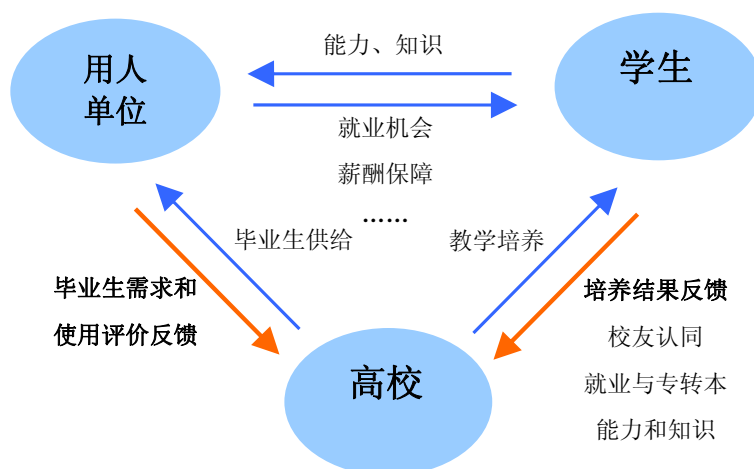 能力、知识
用人
单位
学生
就业机会
薪酬保障
……
毕业生供给
教学培养
毕业生需求和
使用评价反馈
培养结果反馈
校友认同
就业与专转本
能力和知识
高校